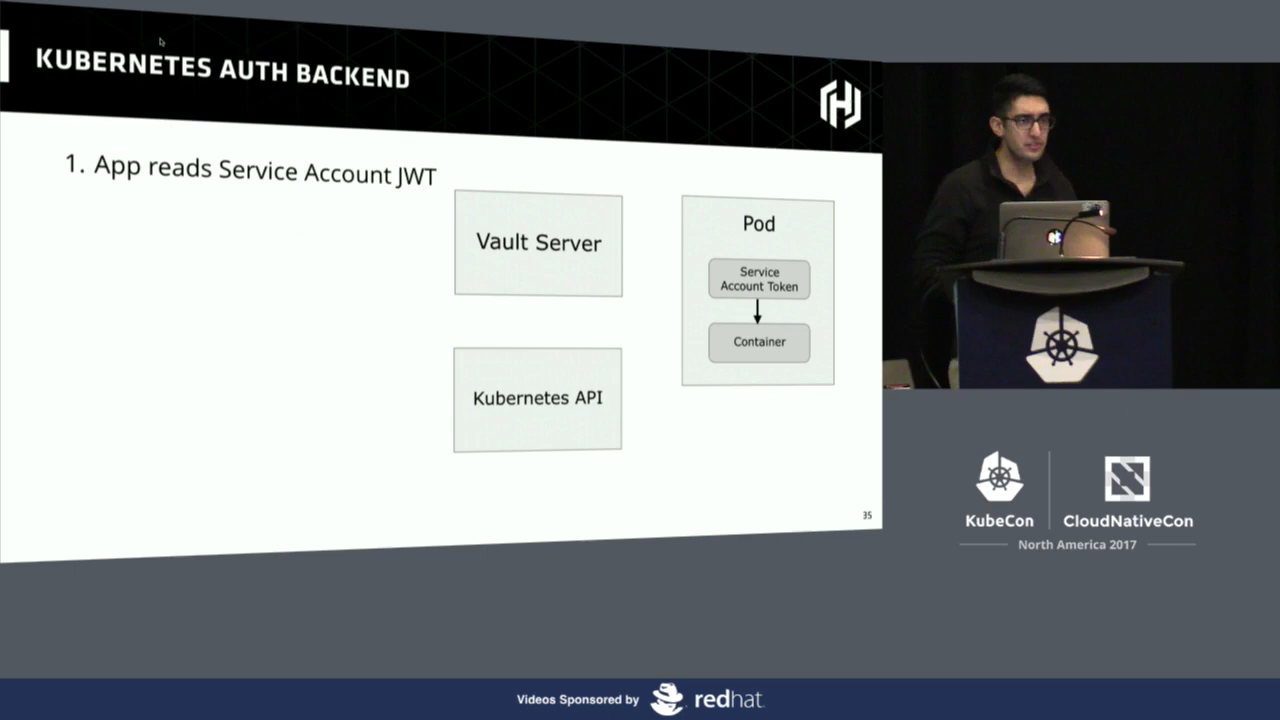 KUBERNETES AUTH BACKEND
1. App reads Service Account JWT
Vault Server
Pod
Service
Account Token
Container
Kubernetes API
35
KubeCon
CloudNativeCon
North America 2017
Videos Sponsored by
redhat.